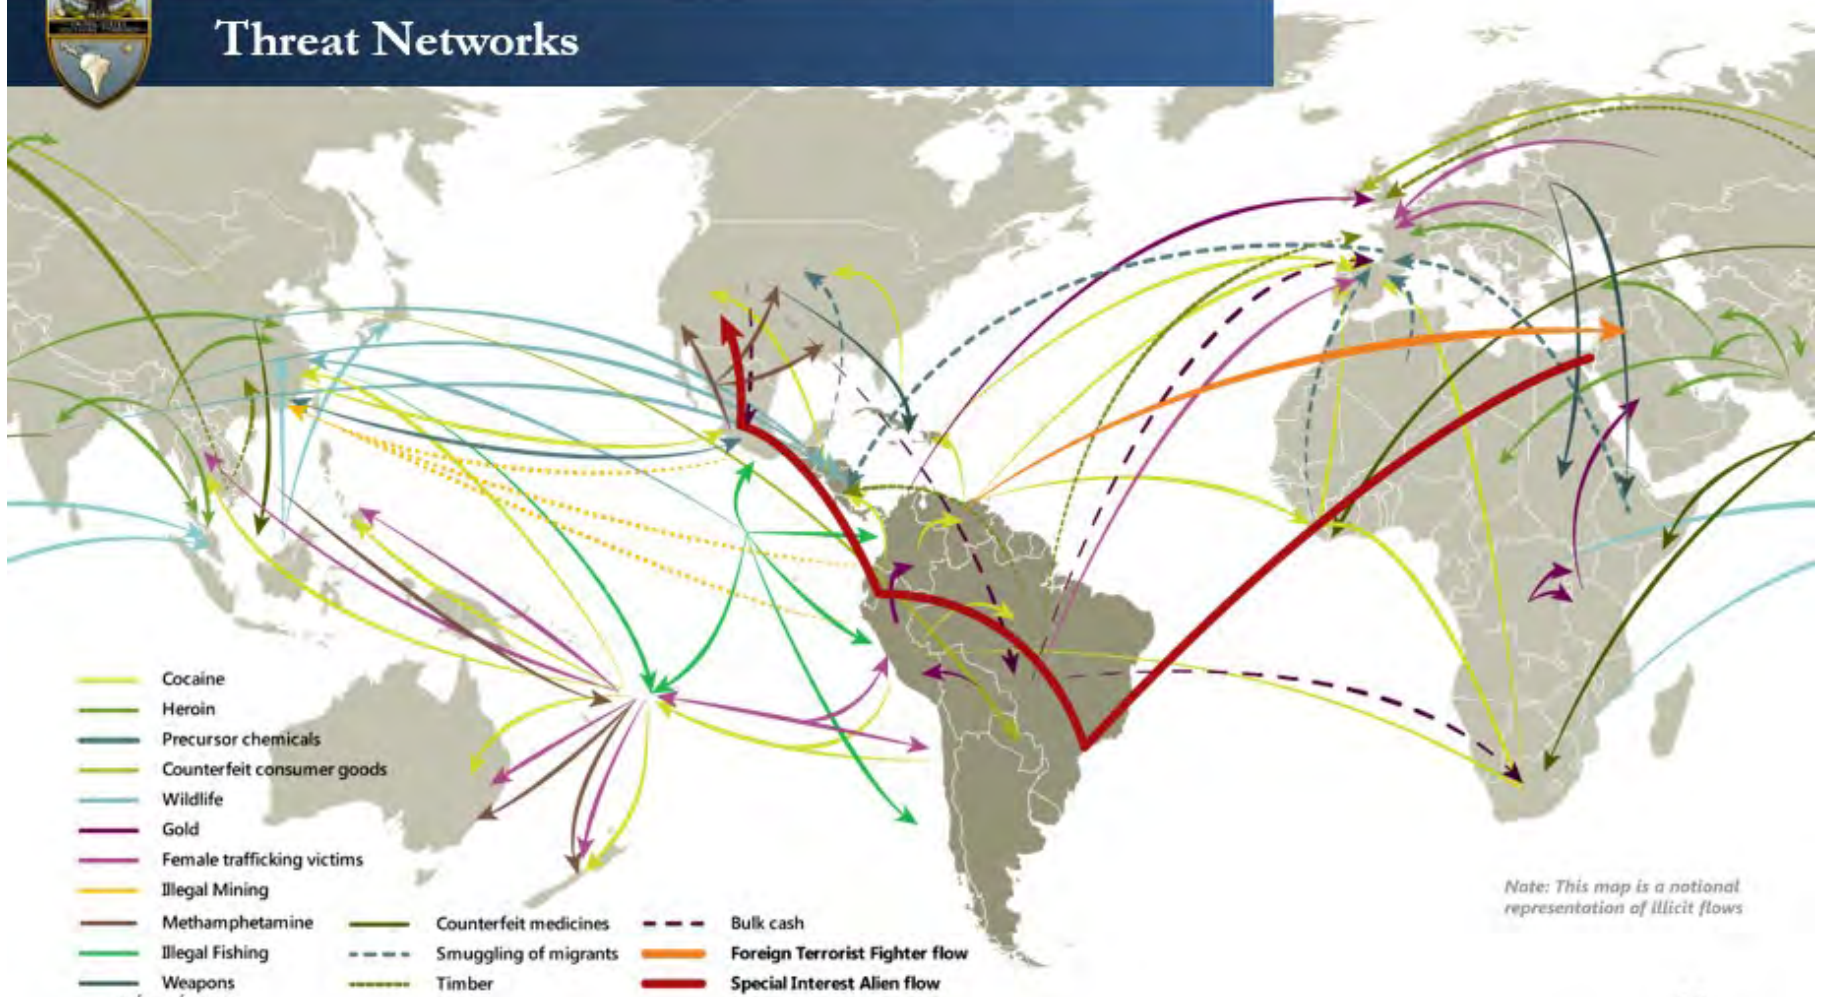 Threat Networks
Cocaine
Heroin
Precursor chemicals
Counterfeit consumer goods
Wildlife
Gold
Female trafficking victims
Illegal Mining
Methamphetamine
Illegal Fishing
Weapons
Counterfeit medicines
Smuggling of migrants
Timber
Bulk cash
Foreign Terrorist Fighter flow
Special Interest Alien flow
Note: This map is a notional
representation of illicit flows